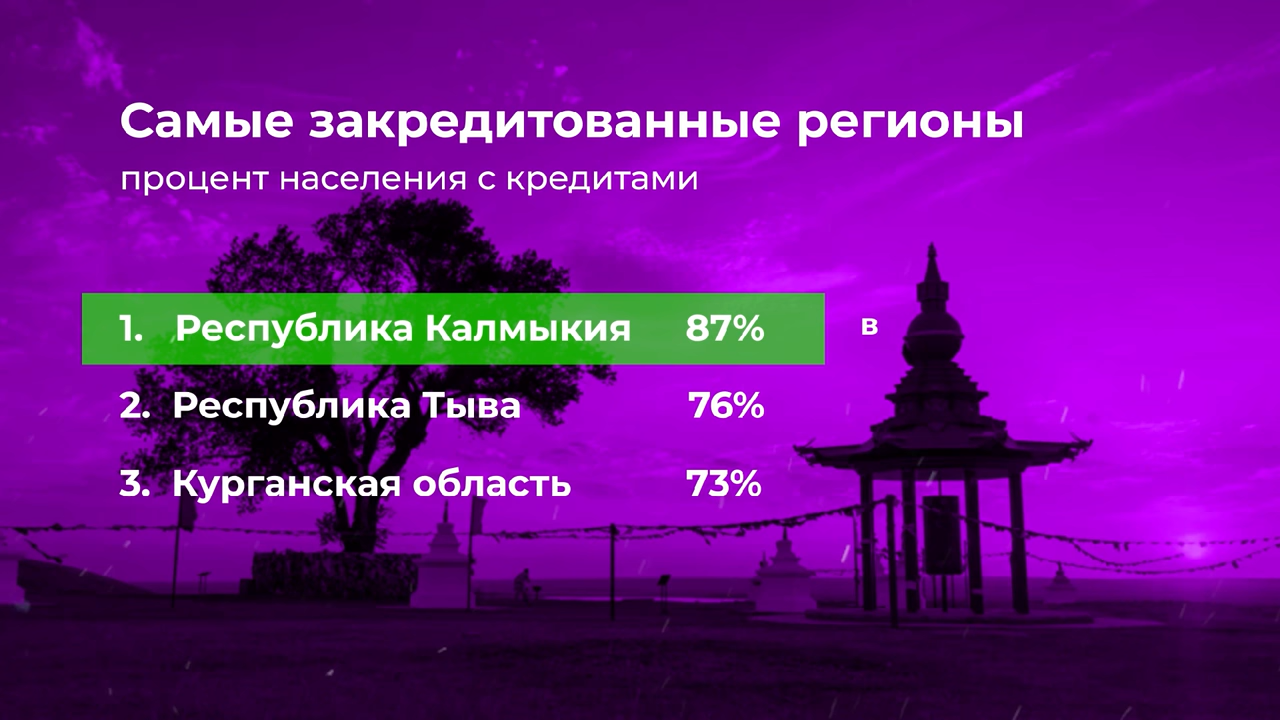 Самые закредитованные регионы
процент населения с кредитами
1. Республика Калмыкия 87% в
2. Республика Тыва 76%
3. Курганская область 73%